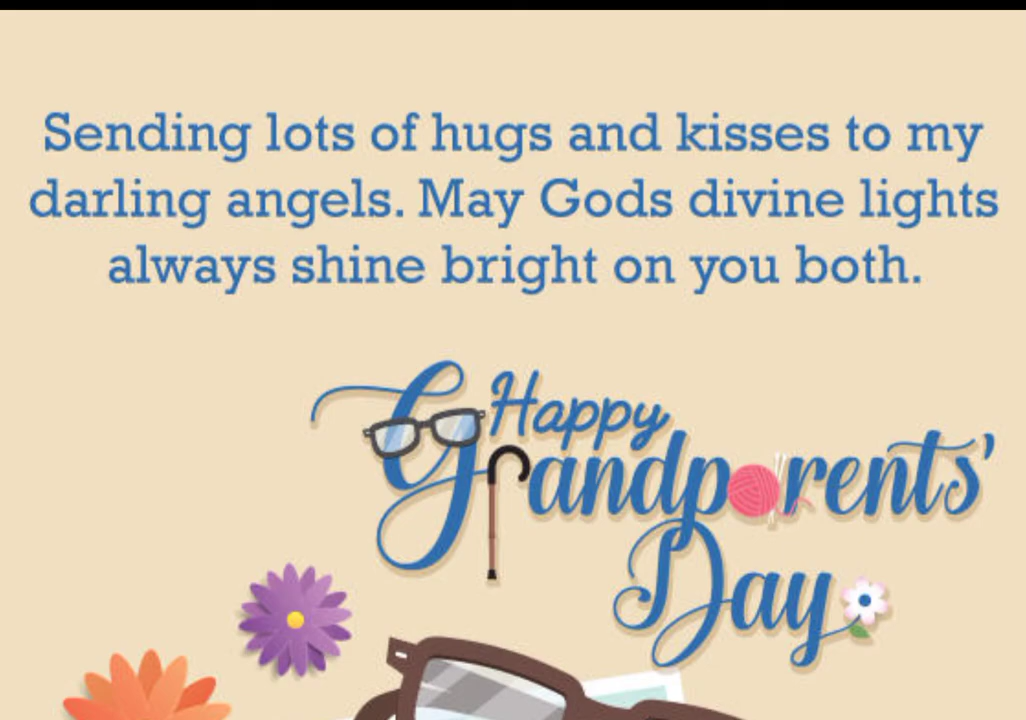 Sending lots of hugs and kisses to my
darling angels. May Gods divine lights
always shine bright on you both.
Happy
Grandparents'
Day